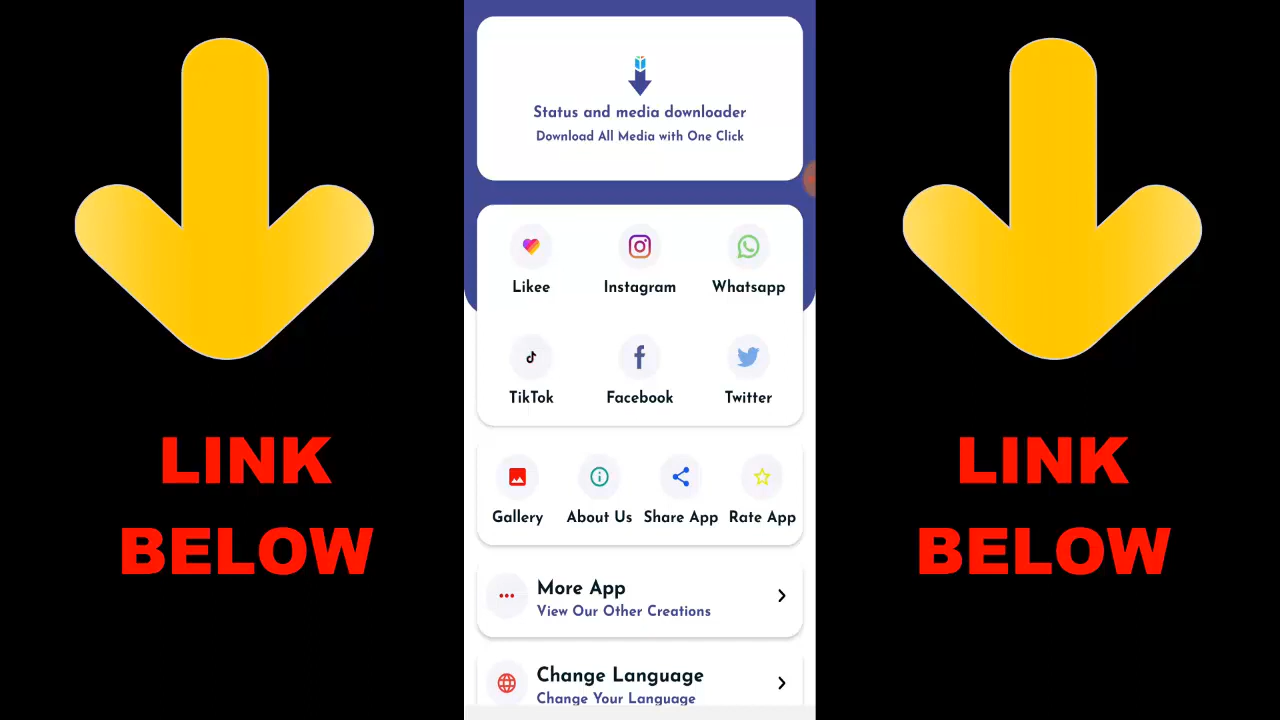 Status and media downloader
Download All Media with One Click
Likee Instagram Whatsapp
TikTok Facebook Twitter
Gallery About Us Share App Rate App
More App
View Our Other Creations
Change Language
Change Your Language
LINK
BELOW
LINK
BELOW